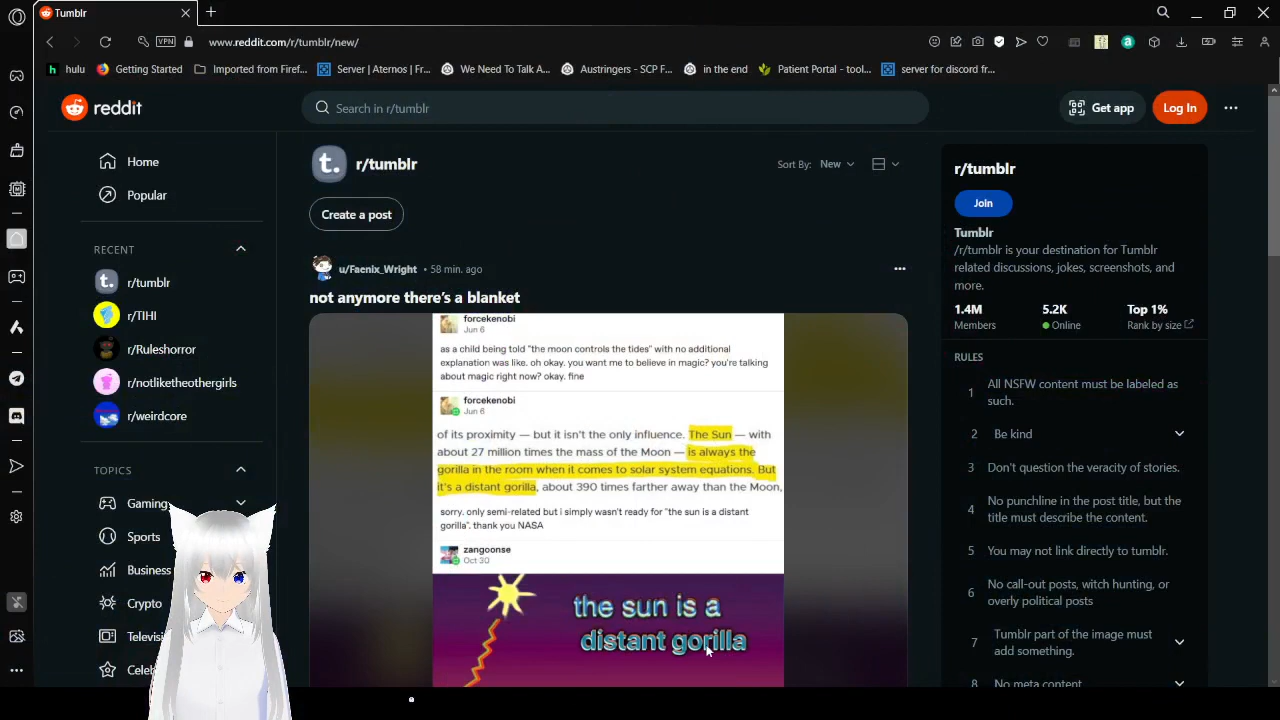 Tumblr
VPN
www.reddit.com/r/tumblr/new/
hulu
Getting Started
Imported from Firef...
Server | Aternos | Fr...
We Need To Talk A...
Austringers - SCP F...
in the end
Patient Portal - tool...
server for discord fr...
reddit
Search in r/tumblr
Get app
Log In
Home
Popular
RECENT
r/tumblr
r/TIHI
r/Ruleshorror
r/notliketheothergirls
r/weirdcore
TOPICS
Gaming
Sports
Business
Crypto
Televisi
Celeb
r/tumblr
Sort By: New
Create a post
u/Faenix_Wright • 58 min. ago
not anymore there's a blanket
forcekenobi
Jun 6
as a child being told "the moon controls the tides" with no additional
explanation was like. oh okay. you want me to believe in magic? you're talking
about magic right now? okay. fine
forcekenobi
Jun 6
of its proximity — but it isn't the only influence. The Sun — with
about 27 million times the mass of the Moon — is always the
gorilla in the room when it comes to solar system equations. But
it's a distant gorilla, about 390 times farther away than the Moon,
sorry. only semi-related but i simply wasn't ready for "the sun is a distant
gorilla". thank you NASA
zangoonse
Oct 30
the sun is a
distant gorilla
r/tumblr
Join
Tumblr
/r/tumblr is your destination for Tumblr
related discussions, jokes, screenshots, and
more.
1.4M
Members
5.2K
Online
Top 1%
Rank by size
RULES
1 All NSFW content must be labeled as
such.
2 Be kind
3 Don't question the veracity of stories.
4 No punchline in the post title, but the
title must describe the content.
5 You may not link directly to tumblr.
6 No call-out posts, witch hunting, or
overly political posts
7 Tumblr part of the image must
add something.
8 No meta content